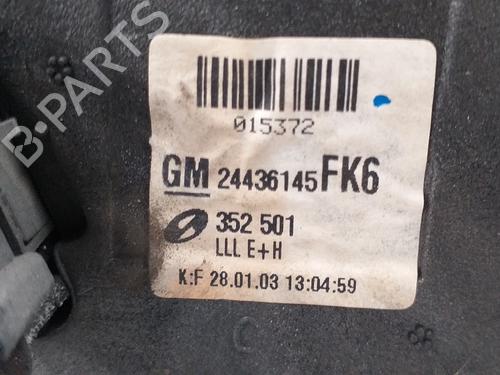 B-PARTS
015372
GM 24436145 FK6
352 501
LLL E+H
K:F 28.01.03 13:04:59